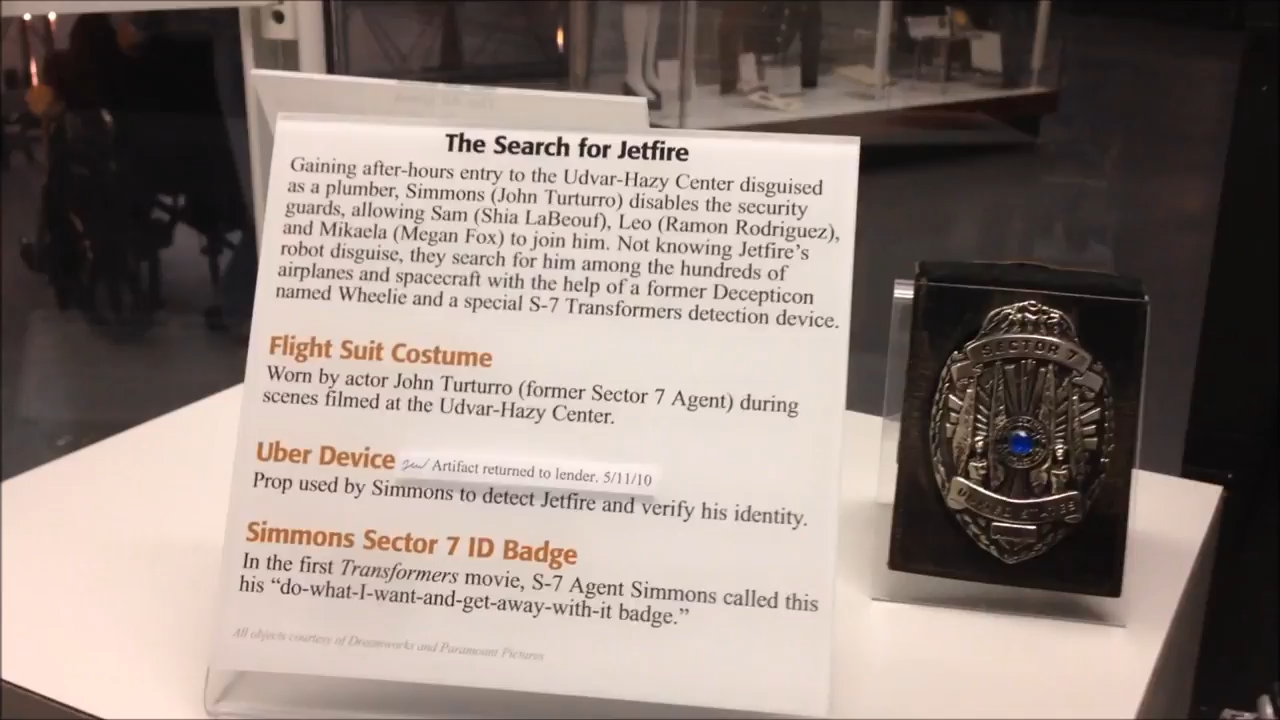 The Search for Jetfire
Gaining after-hours entry to the Udvar-Hazy Center disguised
as a plumber, Simmons (John Turturro) disables the security
guards, allowing Sam (Shia LaBeouf), Leo (Ramon Rodriguez),
and Mikaela (Megan Fox) to join him. Not knowing Jetfire's
robot disguise, they search for him among the hundreds of
airplanes and spacecraft with the help of a former Decepticon
named Wheelie and a special S-7 Transformers detection device.
Flight Suit Costume
Worn by actor John Turturro (former Sector 7 Agent) during
scenes filmed at the Udvar-Hazy Center.
Uber Device Artifact returned to lender. 5/11/10
Prop used by Simmons to detect Jetfire and verify his identity.
Simmons Sector 7 ID Badge
In the first Transformers movie, S-7 Agent Simmons called this
his “do-what-I-want-and-get-away-with-it badge.”
All objects courtesy of Dreamworks and Paramount Pictures
SECTOR 7
UNITED STATES